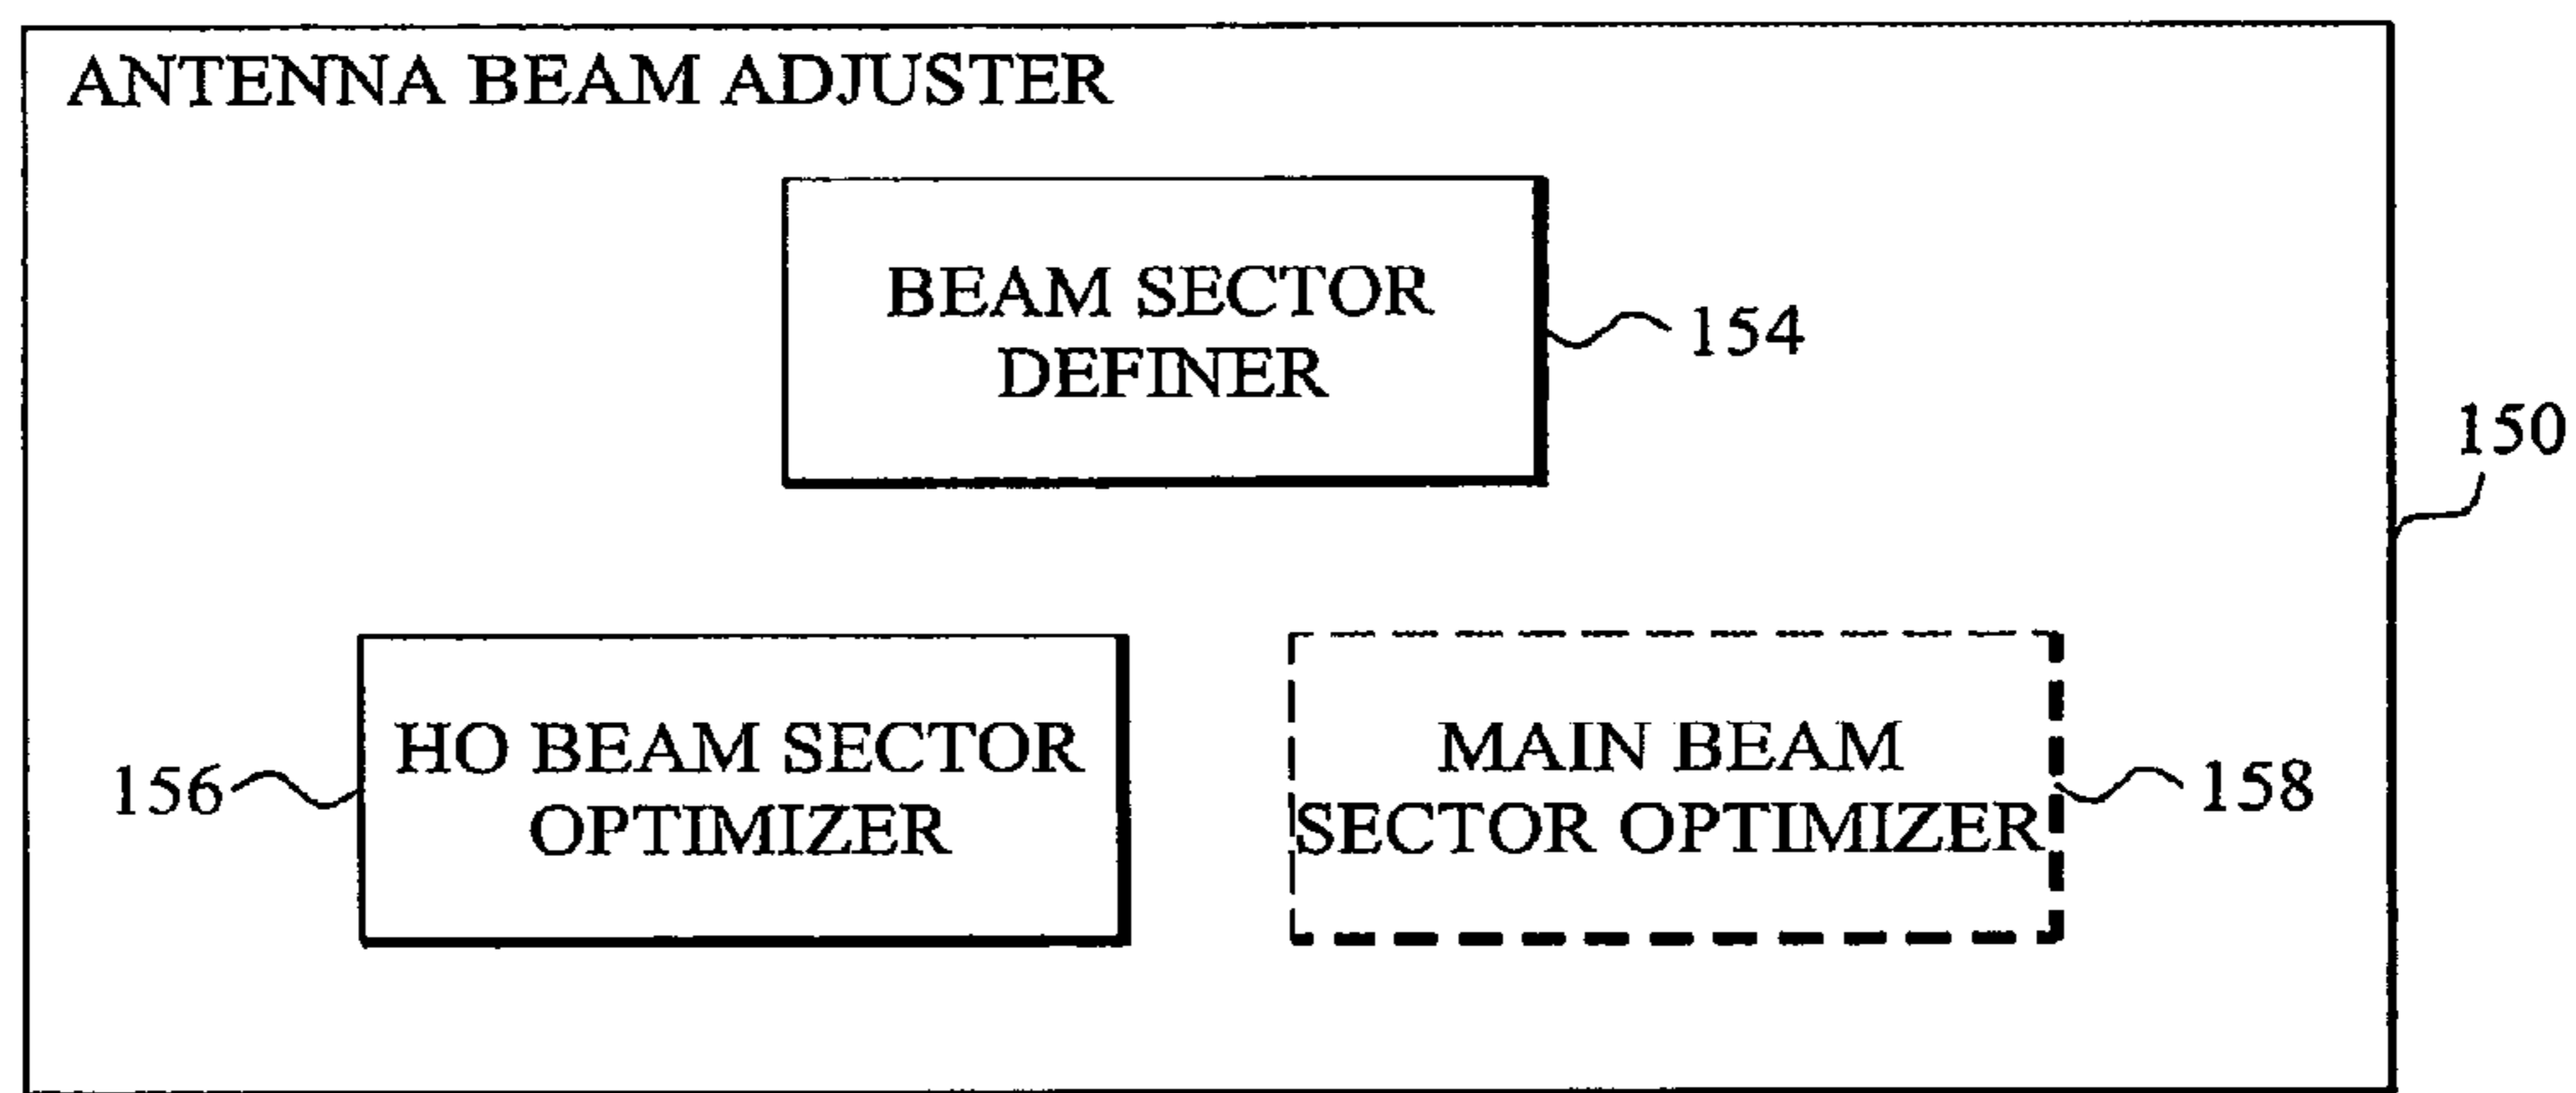 ANTENNA BEAM ADJUSTER
BEAM SECTOR
DEFINER
154
150
HO BEAM SECTOR
OPTIMIZER
156
MAIN BEAM
SECTOR OPTIMIZER
158